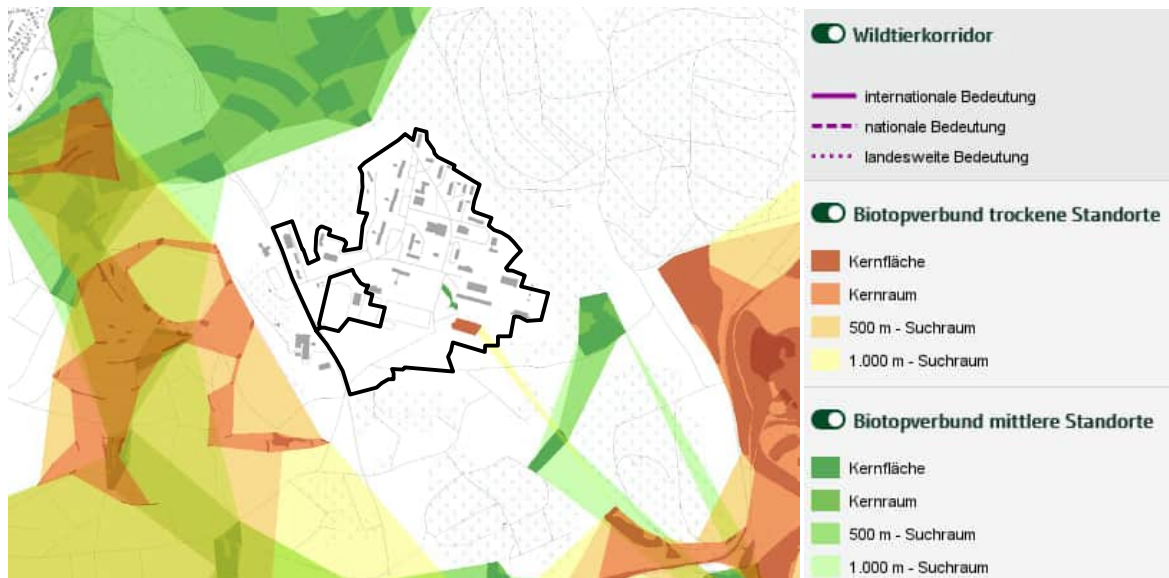 Wildtierkorridor
internationale Bedeutung
nationale Bedeutung
landesweite Bedeutung
Biotopverbund trockene Standorte
Kernfläche
Kernraum
500 m - Suchraum
1.000 m - Suchraum
Biotopverbund mittlere Standorte
Kernfläche
Kernraum
500 m - Suchraum
1.000 m - Suchraum